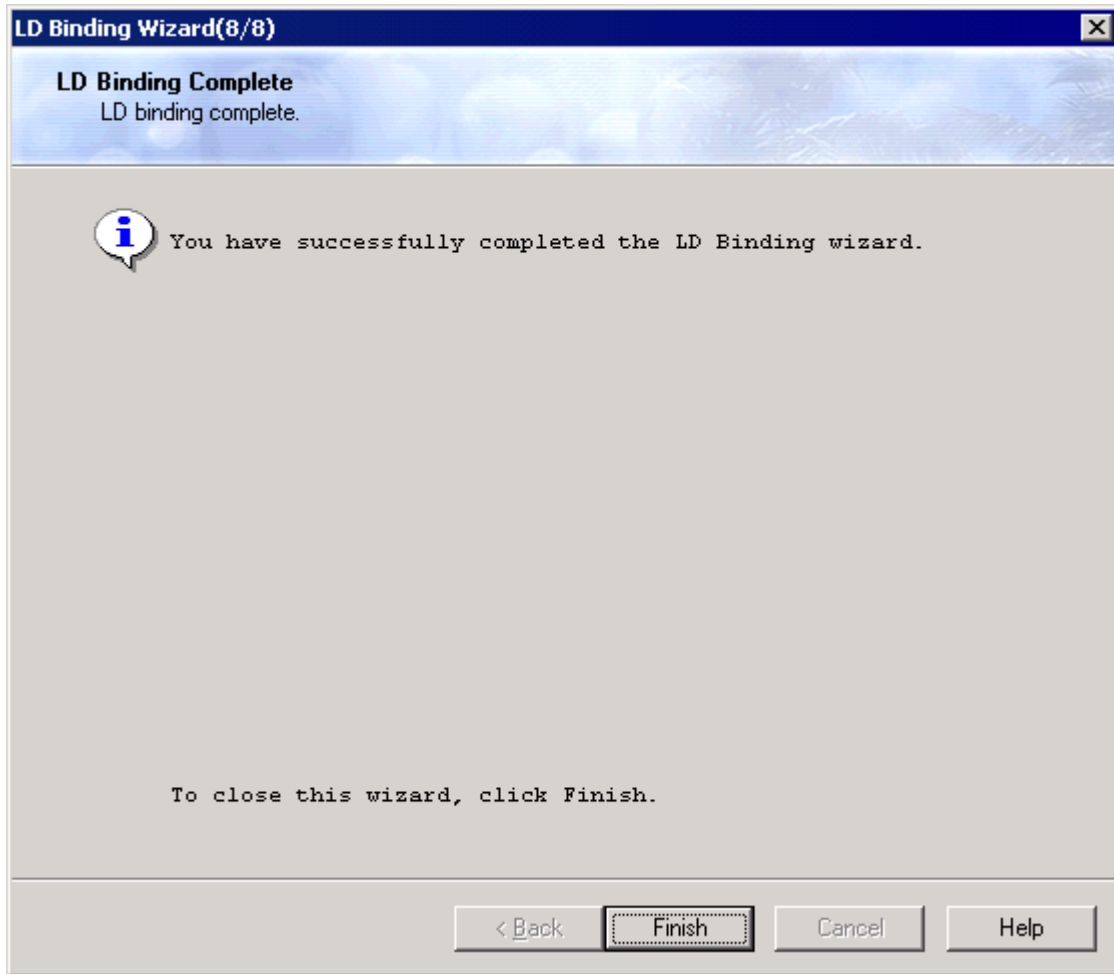 LD Binding Wizard(8/8)
LD Binding Complete
LD binding complete.
You have successfully completed the LD Binding wizard.
To close this wizard, click Finish.
< Back Finish Cancel Help